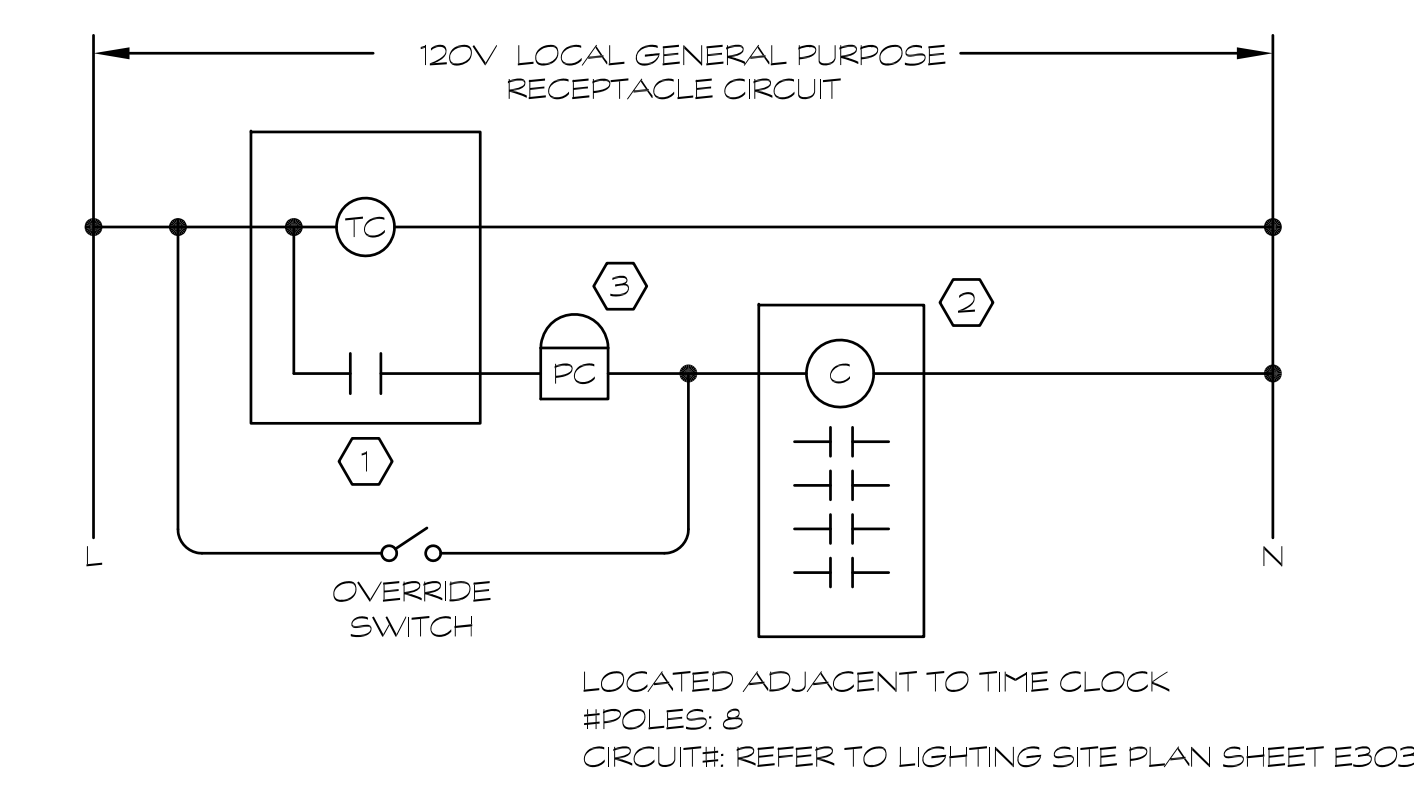 120V LOCAL GENERAL PURPOSE
RECEPTACLE CIRCUIT
TC
3
2
PC
C
1
L
N
OVERRIDE
SWITCH
LOCATED ADJACENT TO TIME CLOCK
#POLES: 8
CIRCUIT#: REFER TO LIGHTING SITE PLAN SHEET E303